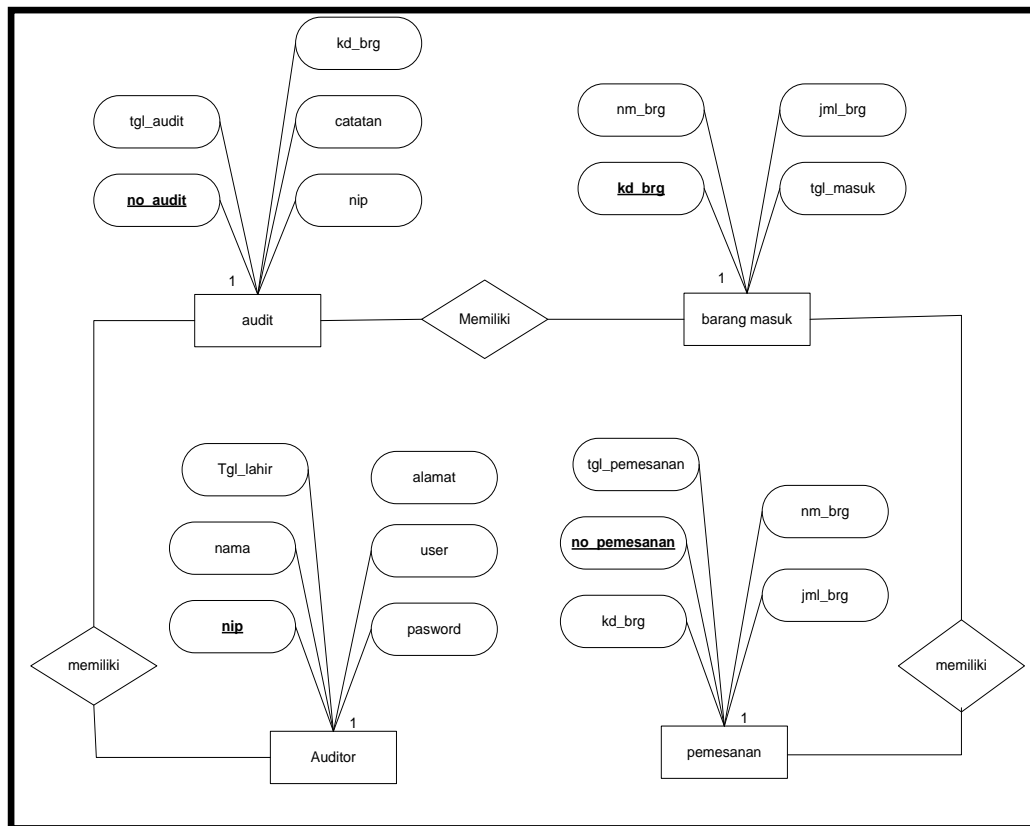 kd_brg
tgl_audit
catatan
no_audit
nip
1
audit
nm_brg
jml_brg
kd_brg
tgl_masuk
1
barang masuk
Memiliki
Tgl_lahir
alamat
nama
user
nip
pasword
1
Auditor
memiliki
tgl_pemesanan
nm_brg
no_pemesanan
jml_brg
kd_brg
1
pemesanan
memiliki